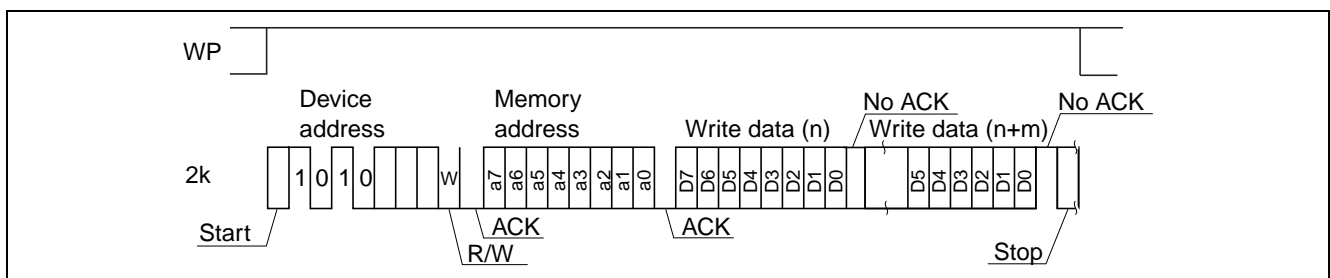 WP
Device address
Memory address
Write data (n)
No ACK
Write data (n+m)
No ACK
2k
1 0 1 0 W a7 a6 a5 a4 a3 a2 a1 a0 D7 D6 D5 D4 D3 D2 D1 D0 D5 D4 D3 D2 D1 D0
Start
R/W
ACK
ACK
Stop